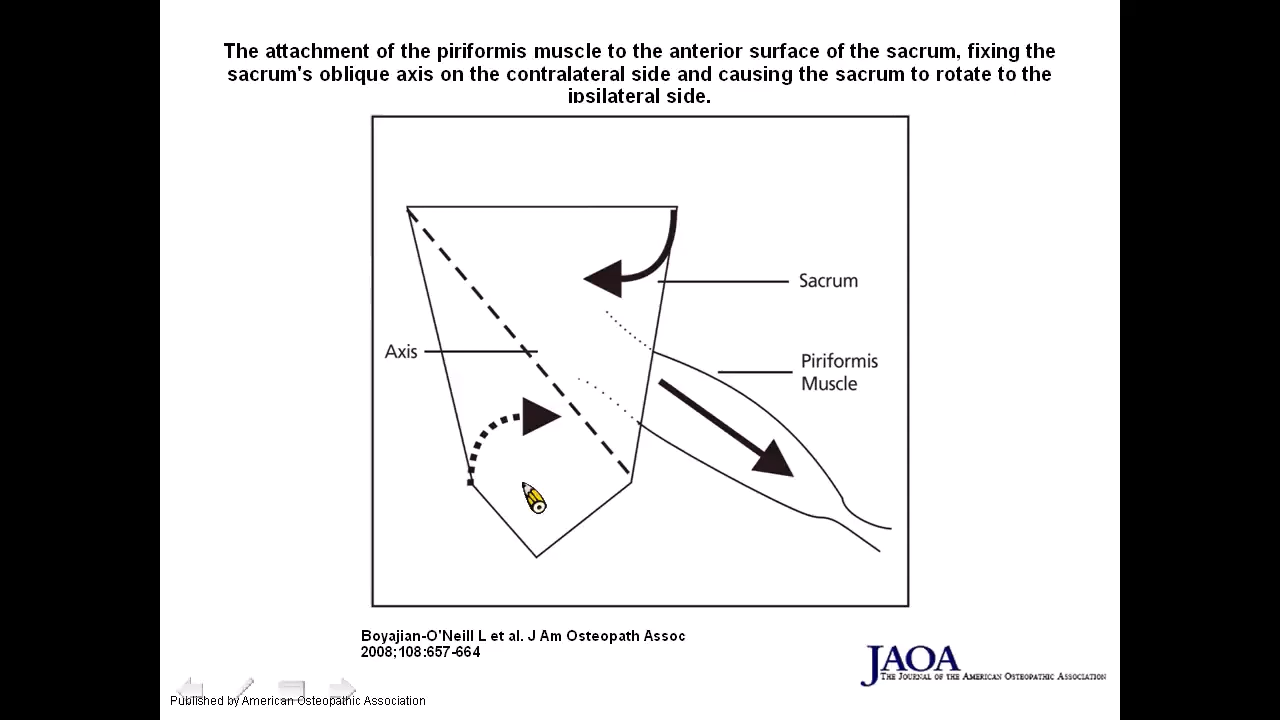 The attachment of the piriformis muscle to the anterior surface of the sacrum, fixing the
sacrum's oblique axis on the contralateral side and causing the sacrum to rotate to the
ipsilateral side.
Sacrum
Axis
Piriformis
Muscle
Boyajian-O'Neill L et al. J Am Osteopath Assoc
2008;108:657-664
JAOA
THE JOURNAL OF THE AMERICAN OSTEOPATHIC ASSOCIATION
Published by American Osteopathic Association